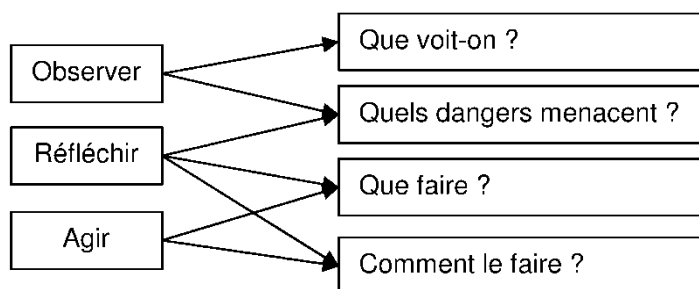 Observer
Réfléchir
Agir
Que voit-on ?
Quels dangers menacent ?
Que faire ?
Comment le faire ?